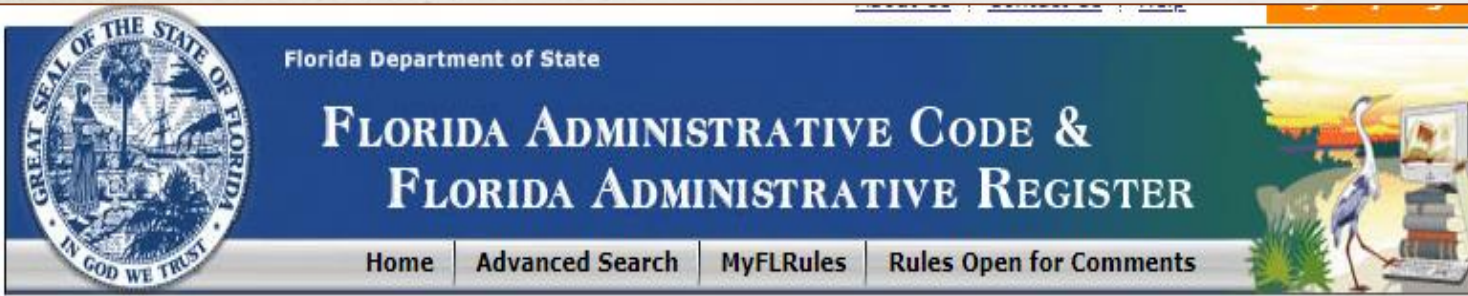 Florida Department of State
FLORIDA ADMINISTRATIVE CODE &
FLORIDA ADMINISTRATIVE REGISTER
GREAT SEAL OF THE STATE OF FLORIDA
· IN GOD WE TRUST ·
Home Advanced Search MyFLRules Rules Open for Comments